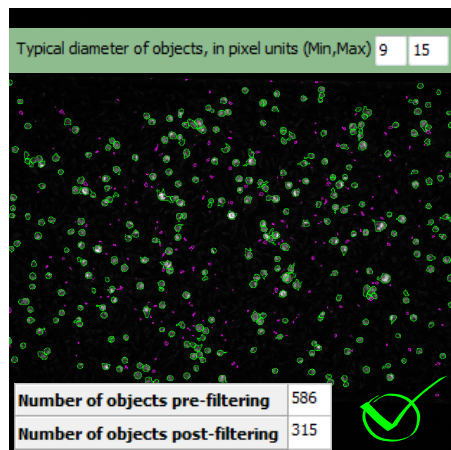 Typical diameter of objects, in pixel units (Min,Max) 9 15
Number of objects pre-filtering 586
Number of objects post-filtering 315